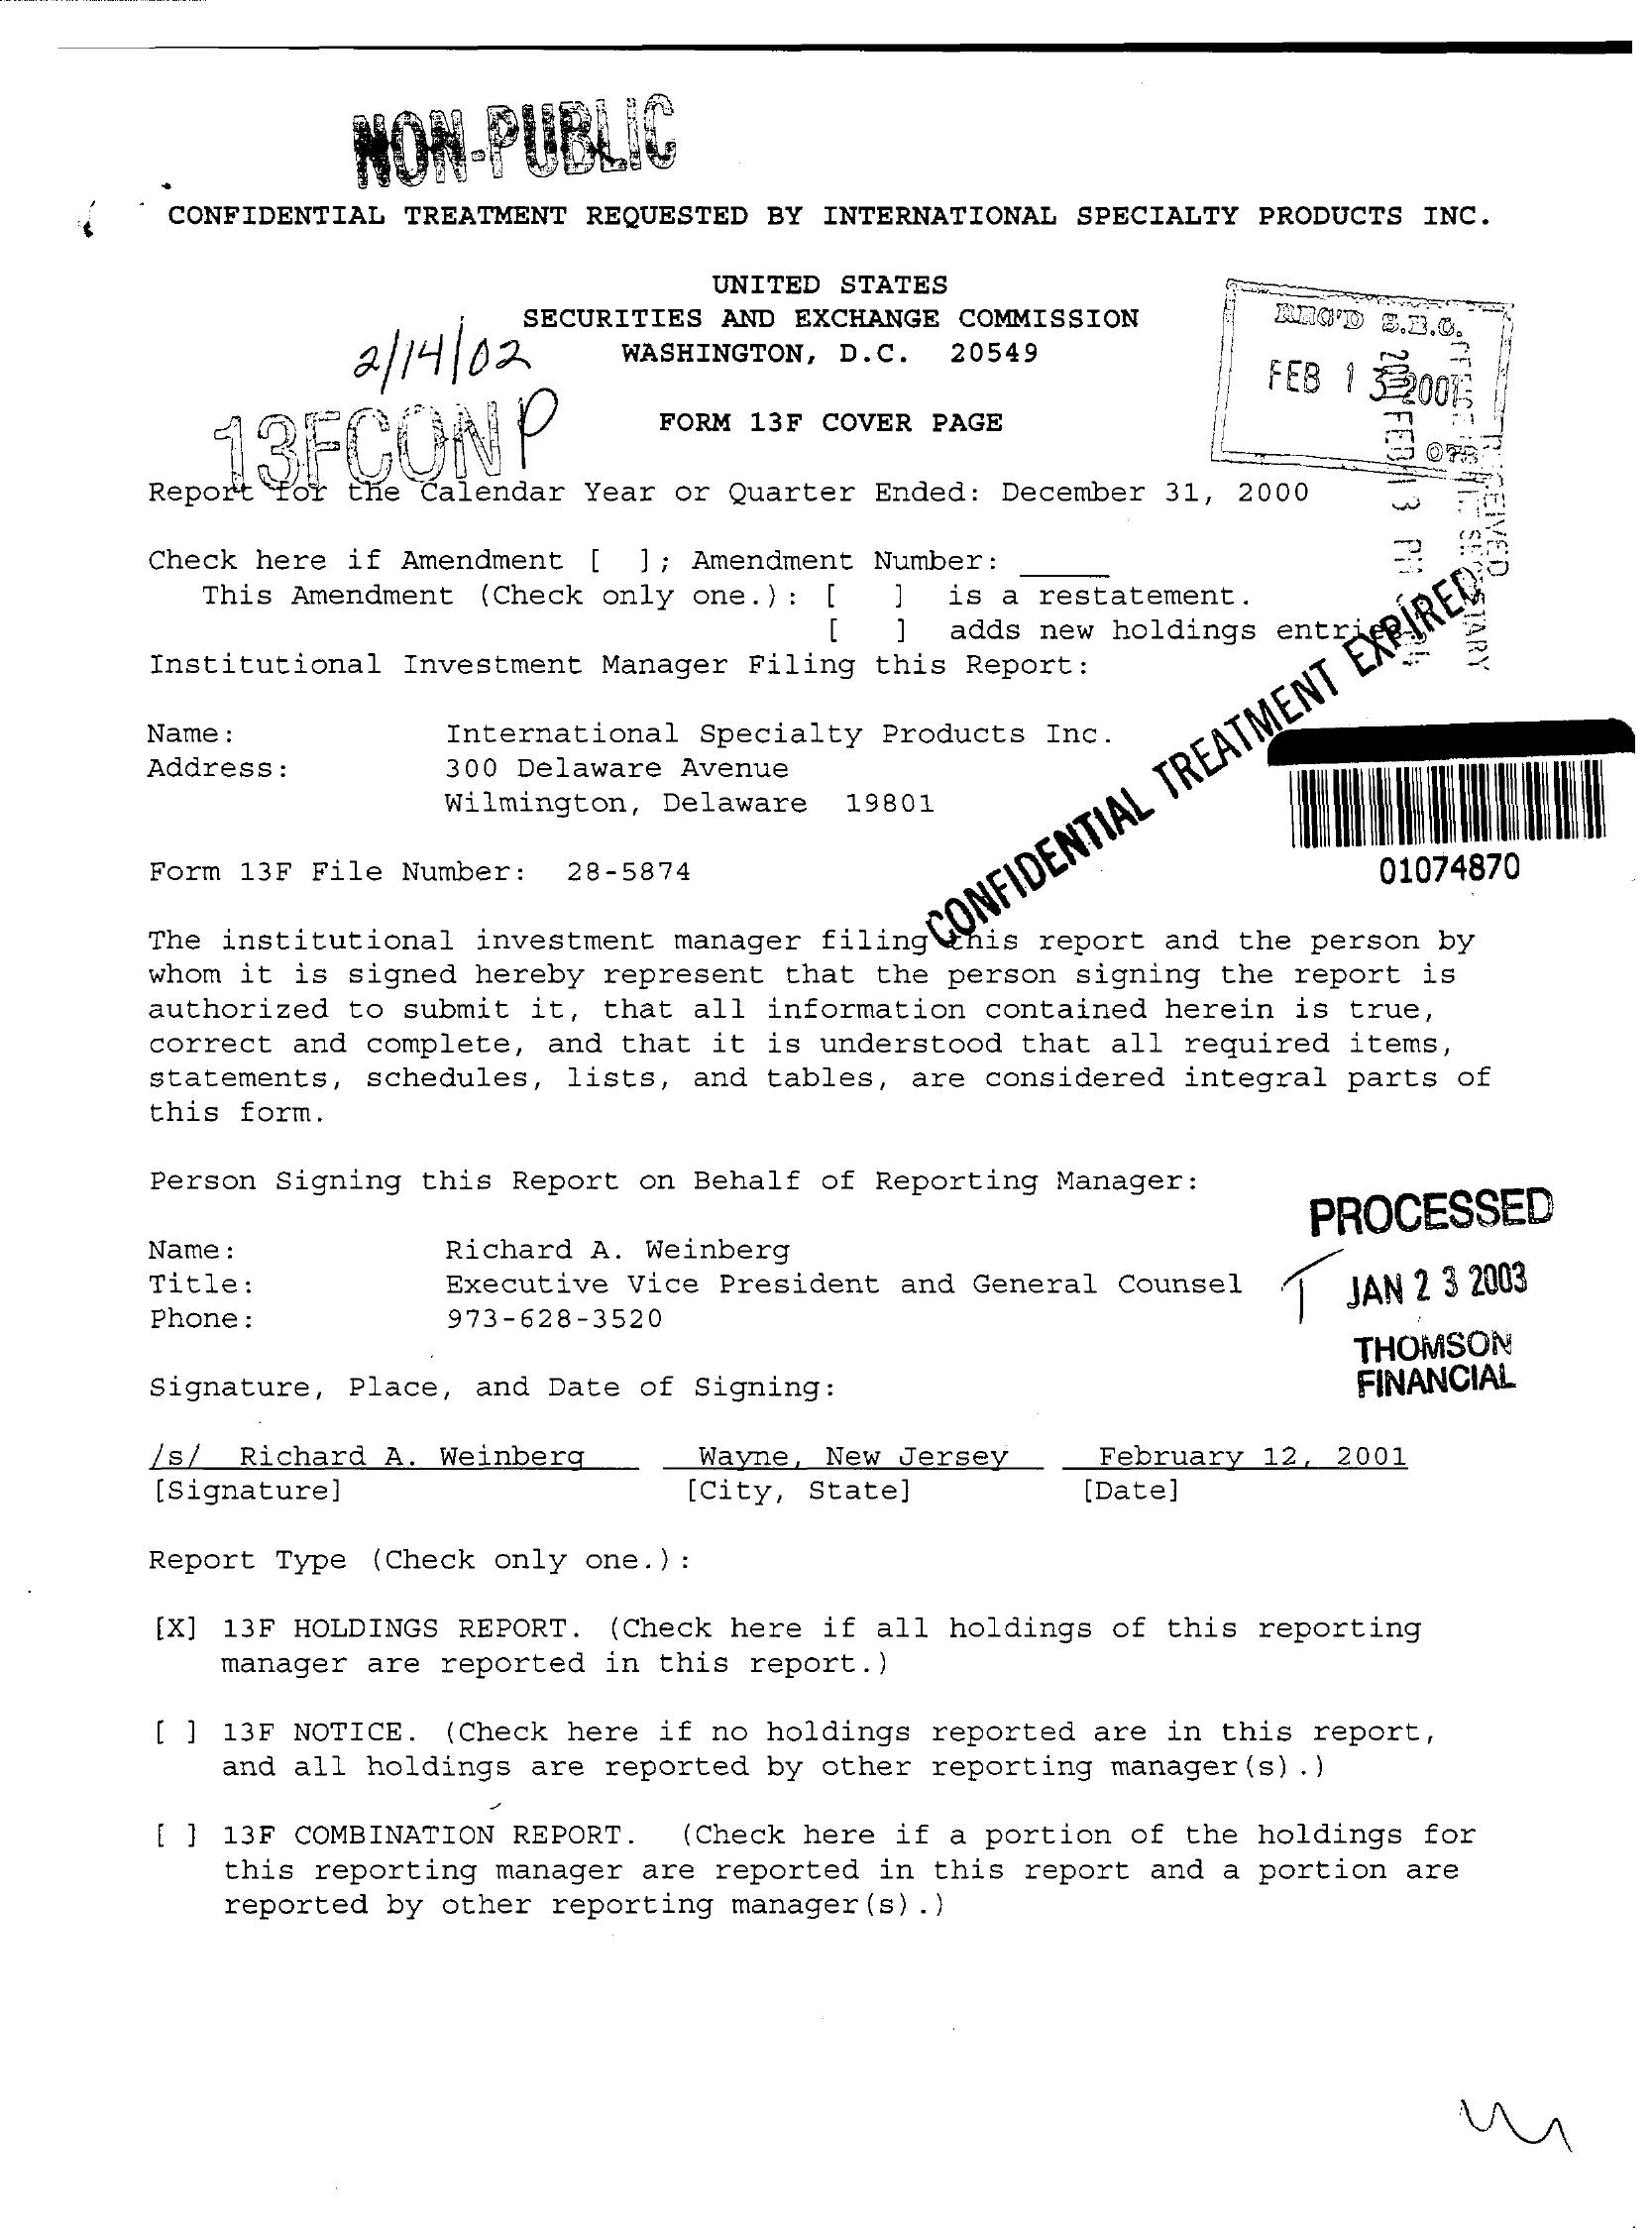 NON-PUBLIC
CONFIDENTIAL TREATMENT REQUESTED BY INTERNATIONAL SPECIALTY PRODUCTS INC.
UNITED STATES
SECURITIES AND EXCHANGE COMMISSION
WASHINGTON, D.C. 20549
REC'D S.E.C.
FEB 13 2001
2/14/02
13FCONP
FORM 13F COVER PAGE
Report for the Calendar Year or Quarter Ended: December 31, 2000
Check here if Amendment [ ]; Amendment Number: _____
This Amendment (Check only one.): [ ] is a restatement.
[ ] adds new holdings entries
Institutional Investment Manager Filing this Report:
CONFIDENTIAL TREATMENT EXPIRED
Name: International Specialty Products Inc.
Address: 300 Delaware Avenue
Wilmington, Delaware 19801
Form 13F File Number: 28-5874
01074870
The institutional investment manager filing this report and the person by
whom it is signed hereby represent that the person signing the report is
authorized to submit it, that all information contained herein is true,
correct and complete, and that it is understood that all required items,
statements, schedules, lists, and tables, are considered integral parts of
this form.
Person Signing this Report on Behalf of Reporting Manager:
Name: Richard A. Weinberg
Title: Executive Vice President and General Counsel
Phone: 973-628-3520
PROCESSED
JAN 23 2003
THOMSON
FINANCIAL
Signature, Place, and Date of Signing:
/s/ Richard A. Weinberg Wayne, New Jersey February 12, 2001
[Signature] [City, State] [Date]
Report Type (Check only one.):
[X] 13F HOLDINGS REPORT. (Check here if all holdings of this reporting
manager are reported in this report.)
[ ] 13F NOTICE. (Check here if no holdings reported are in this report,
and all holdings are reported by other reporting manager(s).)
[ ] 13F COMBINATION REPORT. (Check here if a portion of the holdings for
this reporting manager are reported in this report and a portion are
reported by other reporting manager(s).)